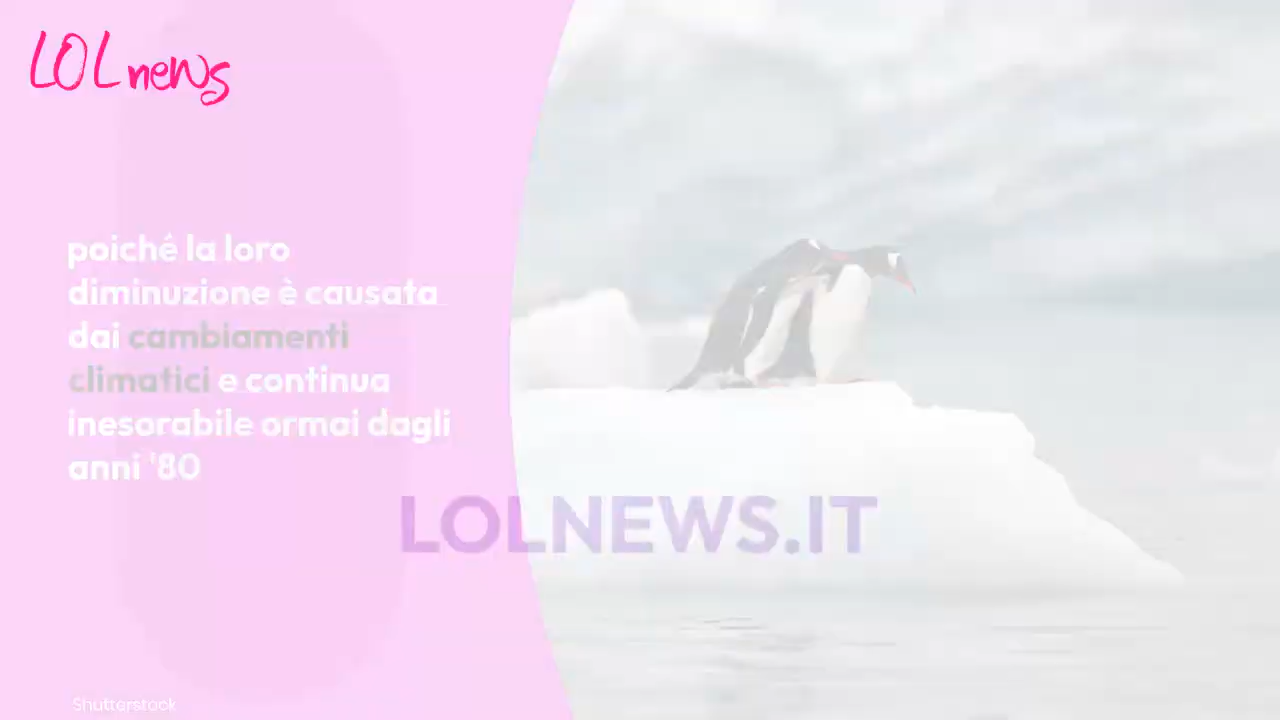 LOL news
poiché la loro
diminuzione è causata
dai cambiamenti
climatici e continua
inesorabile ormai dagli
anni '80
LOLNEWS.IT
Shutterstock